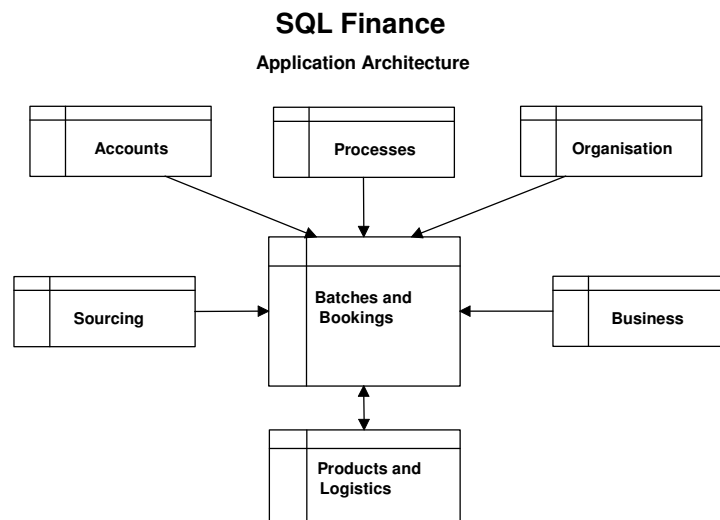 SQL Finance
Application Architecture
Accounts
Processes
Organisation
Sourcing
Batches and
Bookings
Business
Products and
Logistics